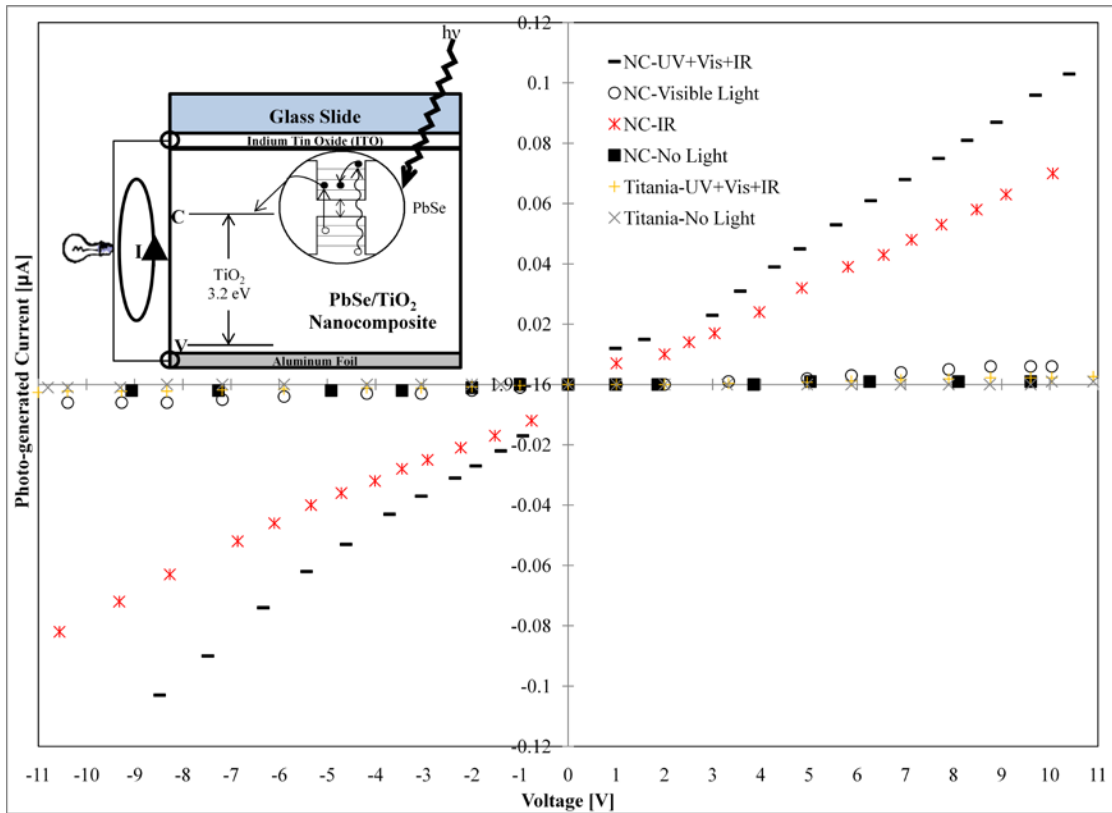 hν
Glass Slide
Indium Tin Oxide (ITO)
PbSe
C
I
TiO2
3.2 eV
PbSe/TiO2
Nanocomposite
V
Aluminum Foil
NC-UV+Vis+IR
NC-Visible Light
NC-IR
NC-No Light
Titania-UV+Vis+IR
Titania-No Light
Photo-generated Current [µA]
0.12
0.1
0.08
0.06
0.04
0.02
-0.02
-0.04
-0.06
-0.08
-0.1
-0.12
-11 -10 -9 -8 -7 -6 -5 -4 -3 -2 -1 0 1 2 3 4 5 6 7 8 9 10 11
Voltage [V]